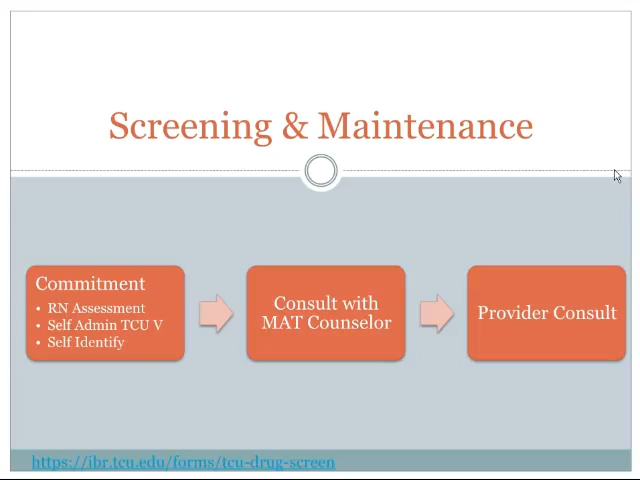 Screening & Maintenance
Commitment
• RN Assessment
• Self Admin TCU V
• Self Identify
Consult with
MAT Counselor
Provider Consult
https://ibr.tcu.edu/forms/tcu-drug-screen